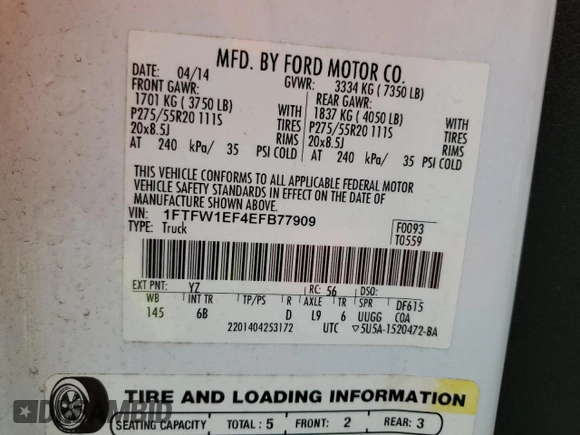 MFD. BY FORD MOTOR CO.
DATE: 04/14 GVWR: 3334 KG ( 7350 LB)
FRONT GAWR: REAR GAWR:
1701 KG ( 3750 LB) WITH 1837 KG ( 4050 LB) WITH
P275/55R20 111S TIRES P275/55R20 111S TIRES
20x8.5J RIMS 20x8.5J RIMS
AT 240 kPa/ 35 PSI COLD AT 240 kPa/ 35 PSI COLD
THIS VEHICLE CONFORMS TO ALL APPLICABLE FEDERAL MOTOR
VEHICLE SAFETY STANDARDS IN EFFECT ON THE DATE OF
MANUFACTURE SHOWN ABOVE.
VIN: 1FTFW1EF4EFB77909 F0093
TYPE: Truck T0559
EXT PNT: YZ RC: 56 DSO:
WB INT TR TP/PS R AXLE TR SPR DF615
145 6B D L9 6 UUGG COA
2201404253172 UTC ▽5U5A-1520472-BA
TIRE AND LOADING INFORMATION
SEATING CAPACITY TOTAL : 5 FRONT: 2 REAR: 3